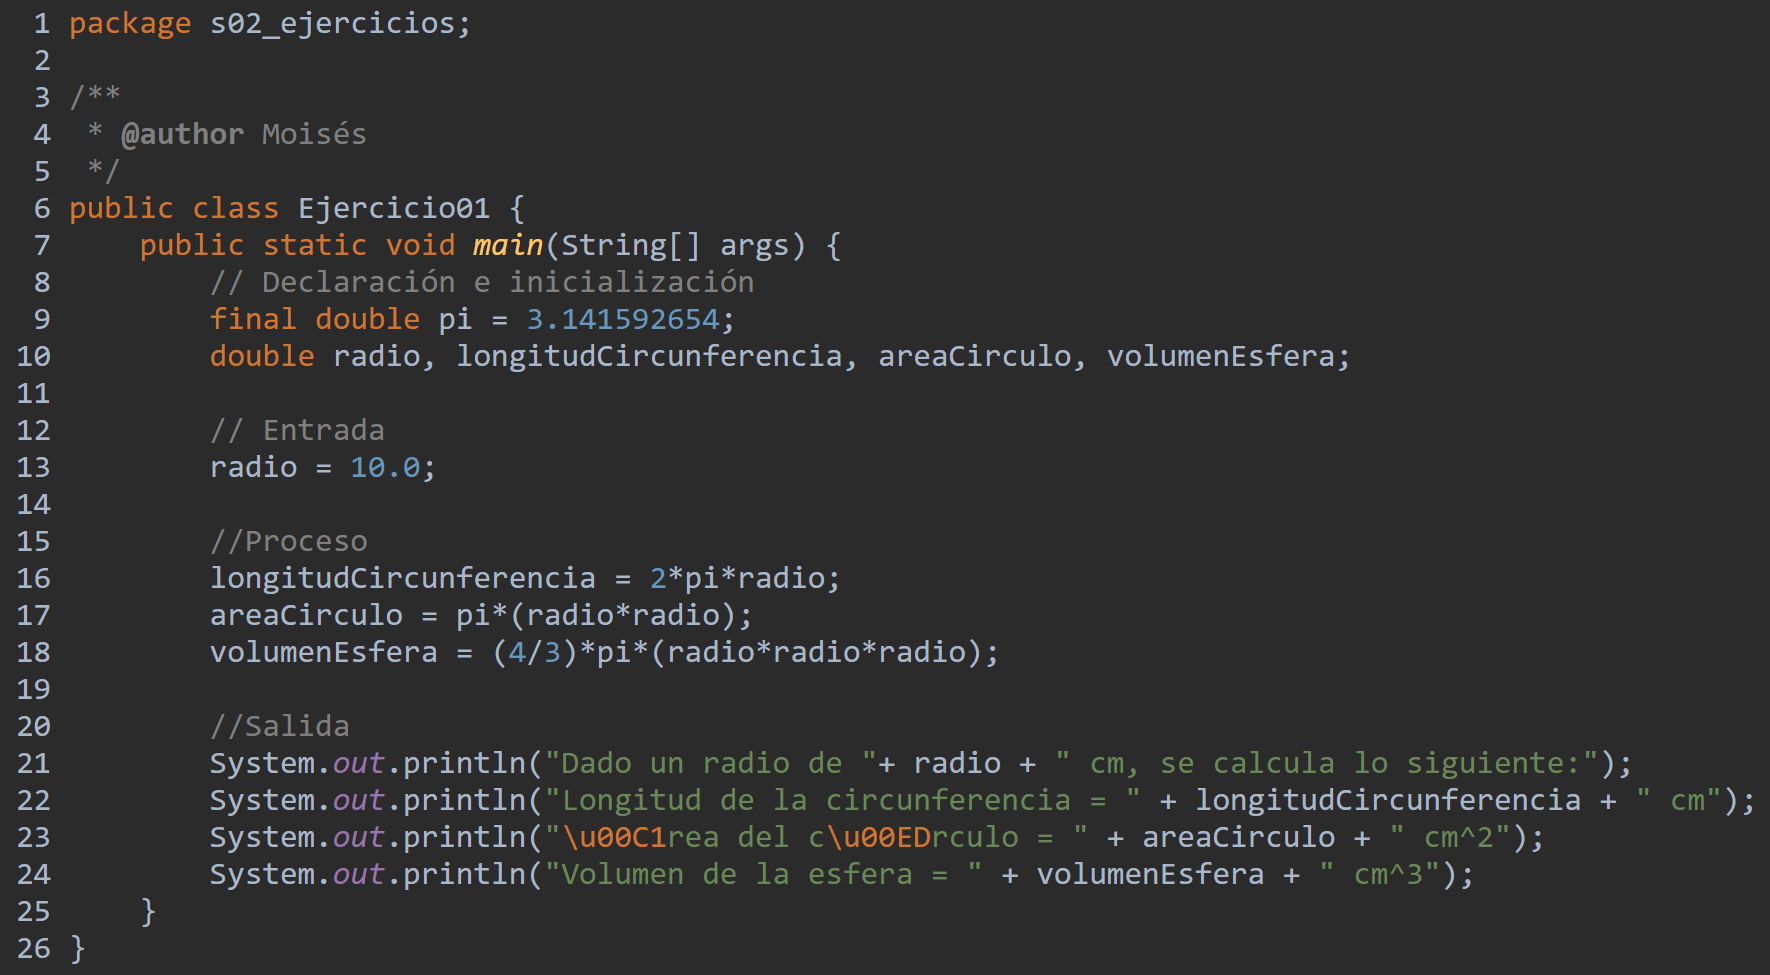 1 package s02_ejercicios;
2
3 /**
4  * @author Moisés
5  */
6 public class Ejercicio01 {
7     public static void main(String[] args) {
8         // Declaración e inicialización
9         final double pi = 3.141592654;
10         double radio, longitudCircunferencia, areaCirculo, volumenEsfera;
11
12         // Entrada
13         radio = 10.0;
14
15         //Proceso
16         longitudCircunferencia = 2*pi*radio;
17         areaCirculo = pi*(radio*radio);
18         volumenEsfera = (4/3)*pi*(radio*radio*radio);
19
20         //Salida
21         System.out.println("Dado un radio de "+ radio + " cm, se calcula lo siguiente:");
22         System.out.println("Longitud de la circunferencia = " + longitudCircunferencia + " cm");
23         System.out.println("\u00C1rea del c\u00EDrculo = " + areaCirculo + " cm^2");
24         System.out.println("Volumen de la esfera = " + volumenEsfera + " cm^3");
25     }
26 }